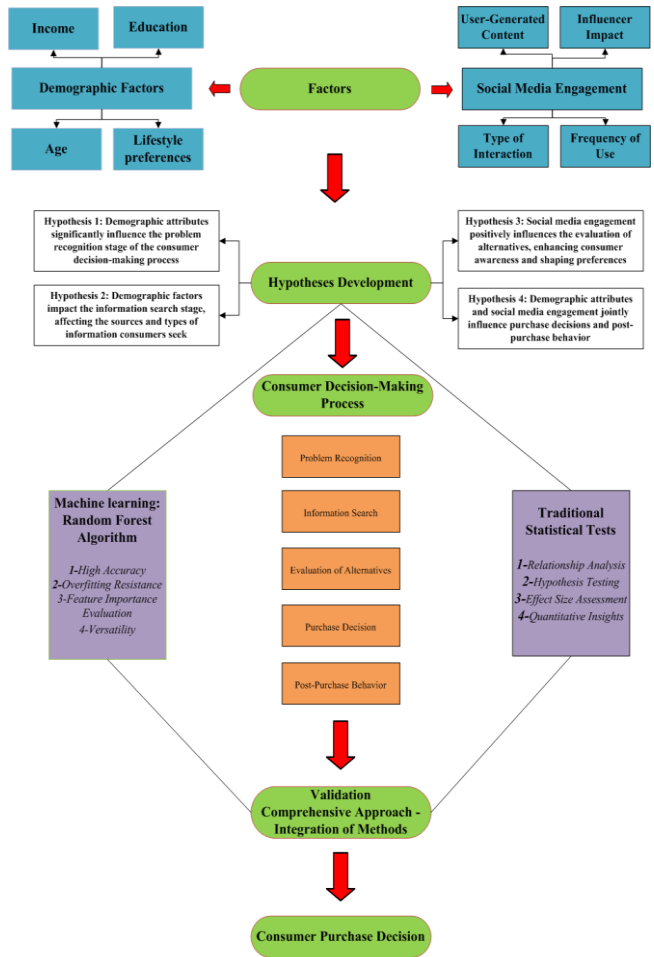 Income
Education
Demographic Factors
Age
Lifestyle
preferences
Factors
User-Generated
Content
Influencer
Impact
Social Media Engagement
Type of
Interaction
Frequency of
Use
Hypothesis 1: Demographic attributes
significantly influence the problem
recognition stage of the consumer
decision-making process
Hypothesis 2: Demographic factors
impact the information search stage,
affecting the sources and types of
information consumers seek
Hypotheses Development
Hypothesis 3: Social media engagement
positively influences the evaluation of
alternatives, enhancing consumer
awareness and shaping preferences
Hypothesis 4: Demographic attributes
and social media engagement jointly
influence purchase decisions and post-
purchase behavior
Consumer Decision-Making
Process
Problem Recognition
Information Search
Evaluation of Alternatives
Purchase Decision
Post-Purchase Behavior
Machine learning:
Random Forest
Algorithm
1-High Accuracy
2-Overfitting Resistance
3-Feature Importance
Evaluation
4-Versatility
Traditional
Statistical Tests
1-Relationship Analysis
2-Hypothesis Testing
3-Effect Size Assessment
4-Quantitative Insights
Validation
Comprehensive Approach -
Integration of Methods
Consumer Purchase Decision